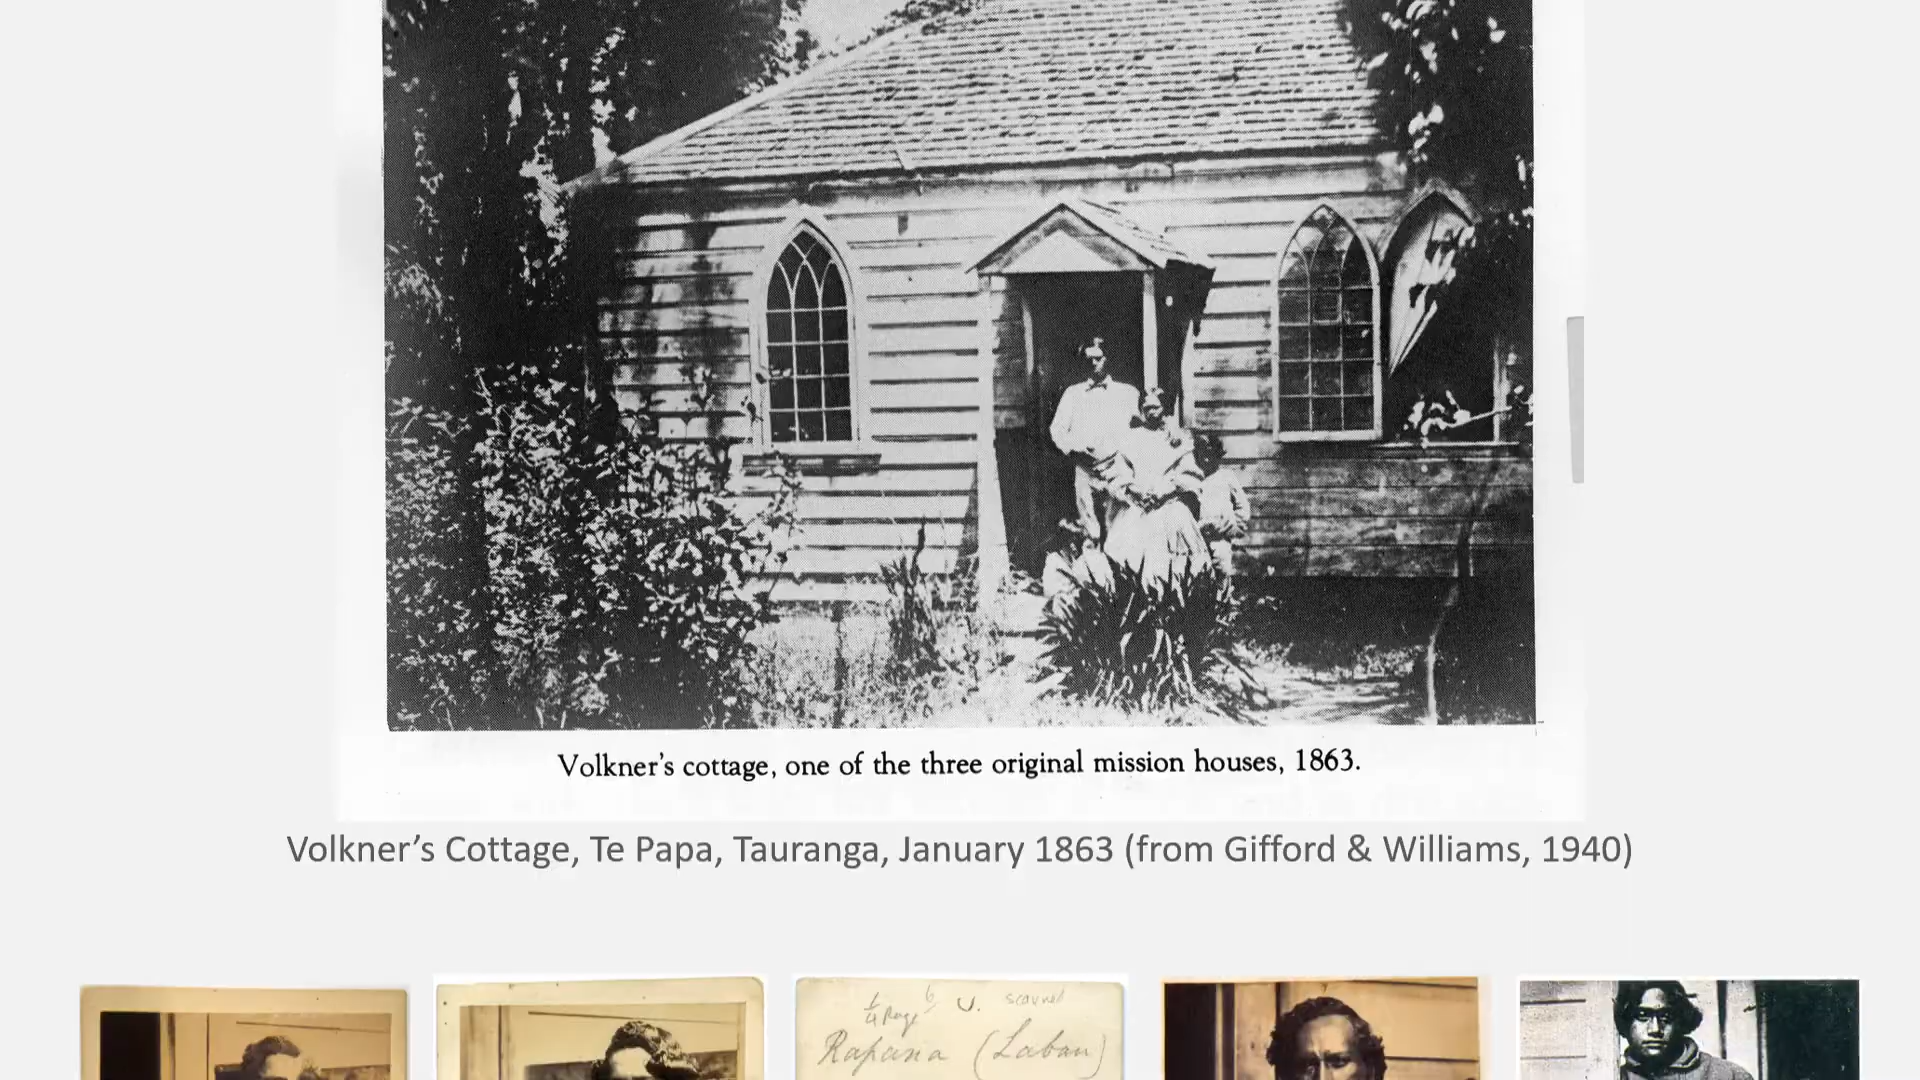 Volkner's cottage, one of the three original mission houses, 1863.
Volkner’s Cottage, Te Papa, Tauranga, January 1863 (from Gifford & Williams, 1940)
scanned
Rapana (Laban)